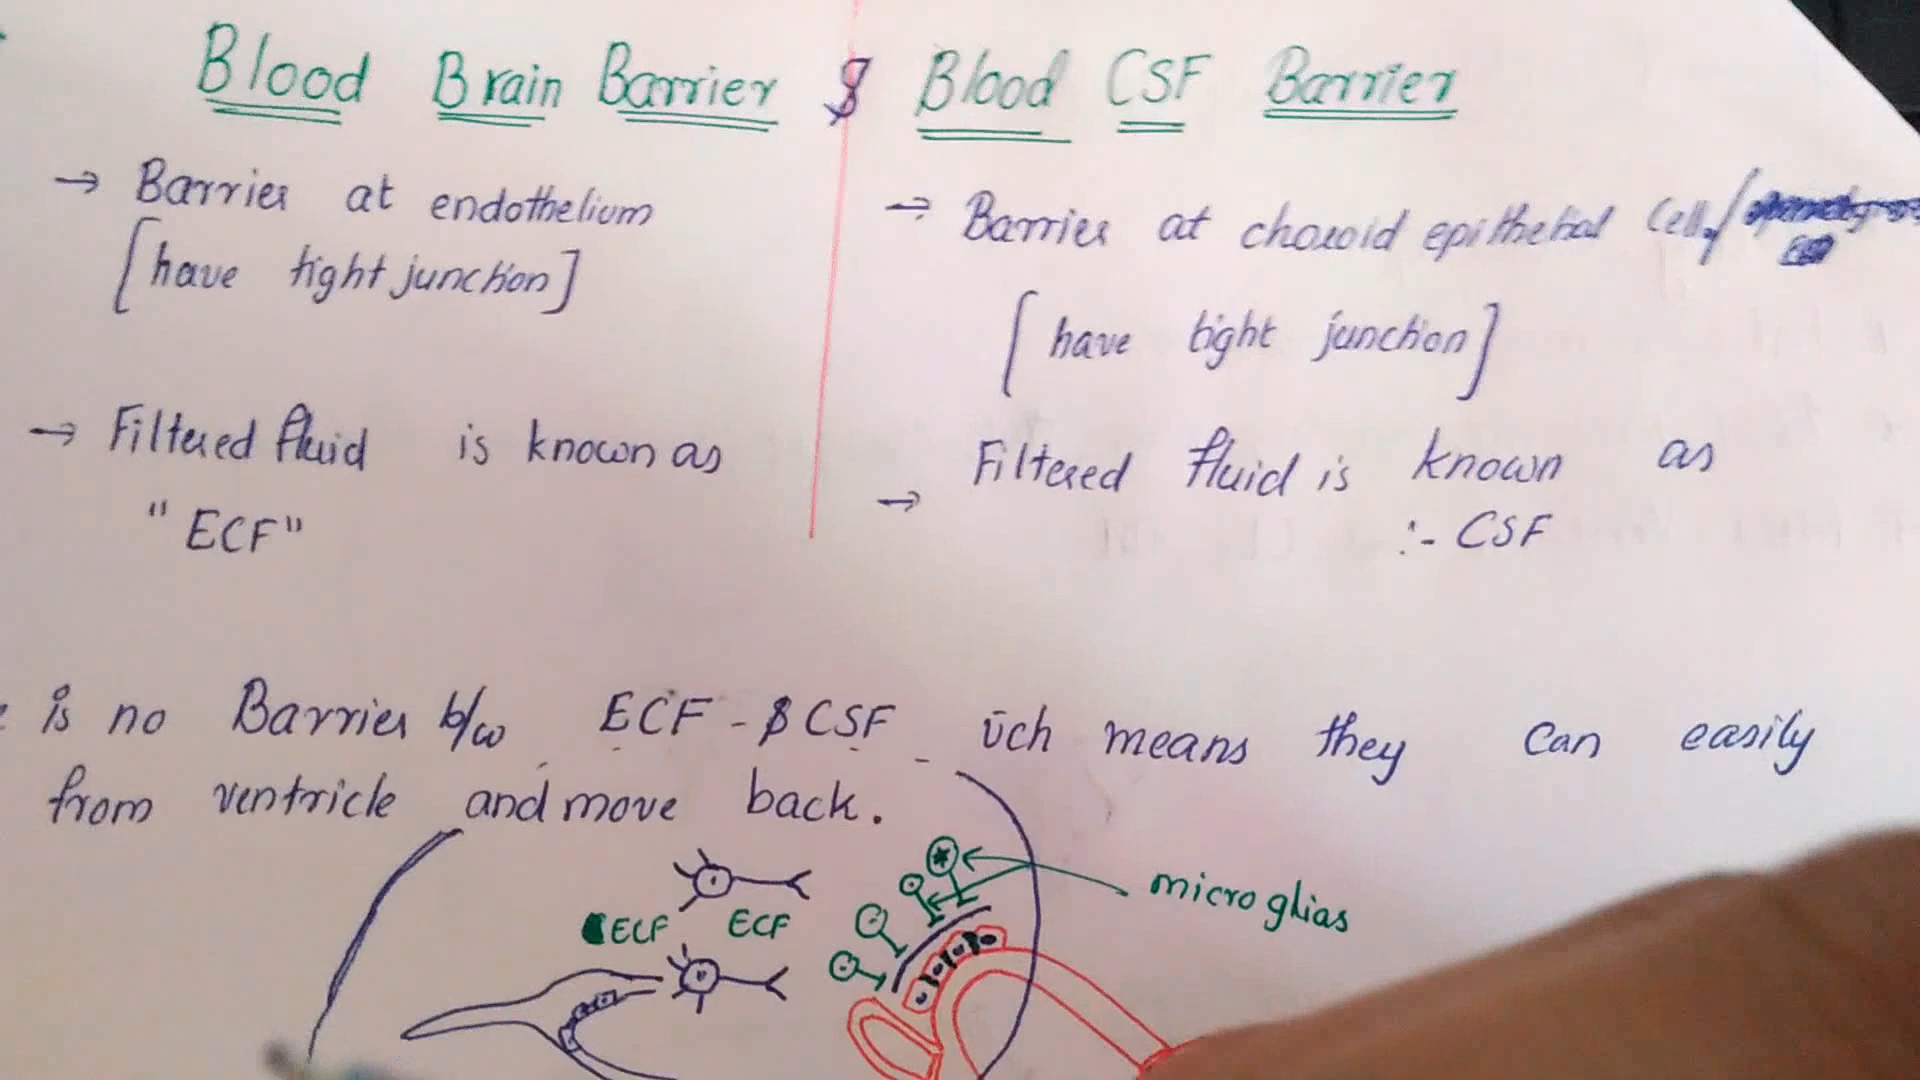 Blood Brain Barrier & Blood CSF Barrier
→ Barrier at endothelium
[have tight junction]
→ Filtered fluid is known as
"ECF"
→ Barrier at choroid epithelial Cell,/
[have tight junction]
→ Filtered fluid is known as
:- CSF
is no Barrier b/w ECF - & CSF - ūch means they can easily
from ventricle and move back.
microglias
ECF ECF